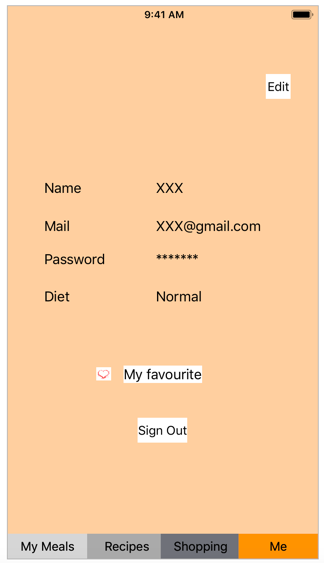 9:41 AM
Edit
Name XXX
Mail XXX@gmail.com
Password *******
Diet Normal
My favourite
Sign Out
My Meals Recipes Shopping Me